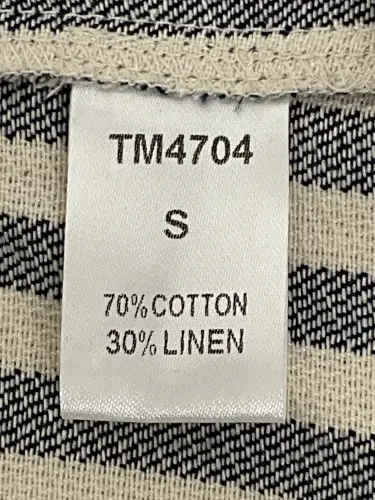 TM4704
S
70% COTTON
30% LINEN